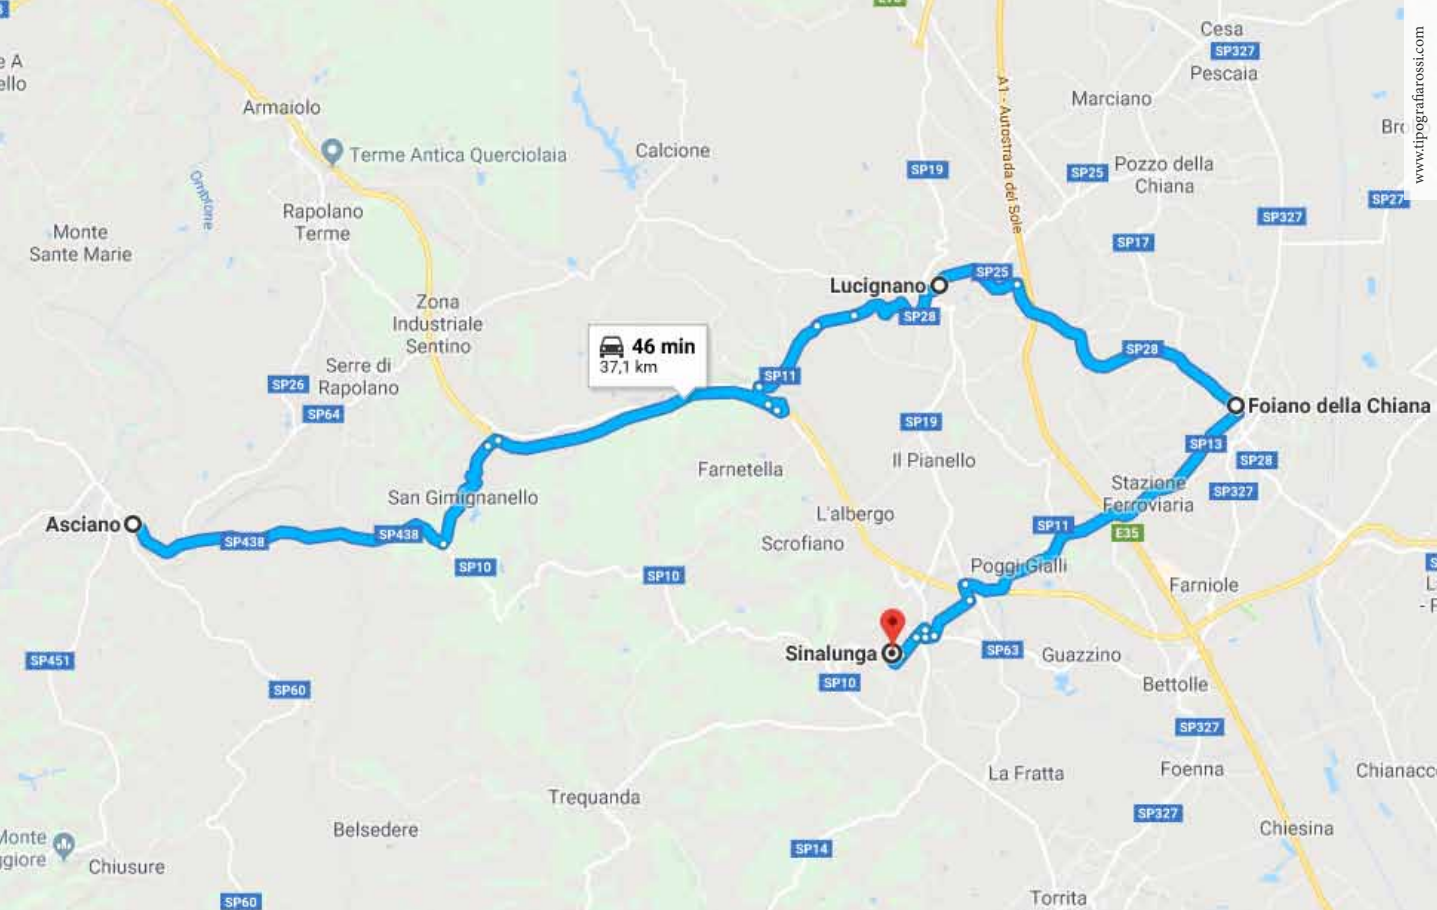 Cesa
SP327
Pescaia
www.tipografiarossi.com
A1 - Autostrada del Sole
Marciano
Armaiolo
Terme Antica Querciolaia
Calcione
SP19
SP25
Pozzo della
Chiana
Ombrone
SP27
Rapolano
Terme
SP327
Monte
Sante Marie
SP17
Lucignano
SP25
Zona
Industriale
Sentino
SP28
46 min
37,1 km
SP28
Serre di
Rapolano
SP11
SP26
SP64
Foiano della Chiana
SP19
SP13
Il Pianello
SP28
Farnetella
Stazione
Ferroviaria
SP327
San Gimignanello
L'albergo
Asciano
SP438
SP438
SP11
E35
Scrofiano
SP10
SP10
Poggi Gialli
Farniole
Sinalunga
SP63
Guazzino
SP451
SP10
Bettolle
SP60
SP327
La Fratta
Foenna
Chianacc
Trequanda
SP327
Belsedere
Chiesina
Monte
ggiore
SP14
Chiusure
SP60
Torrita